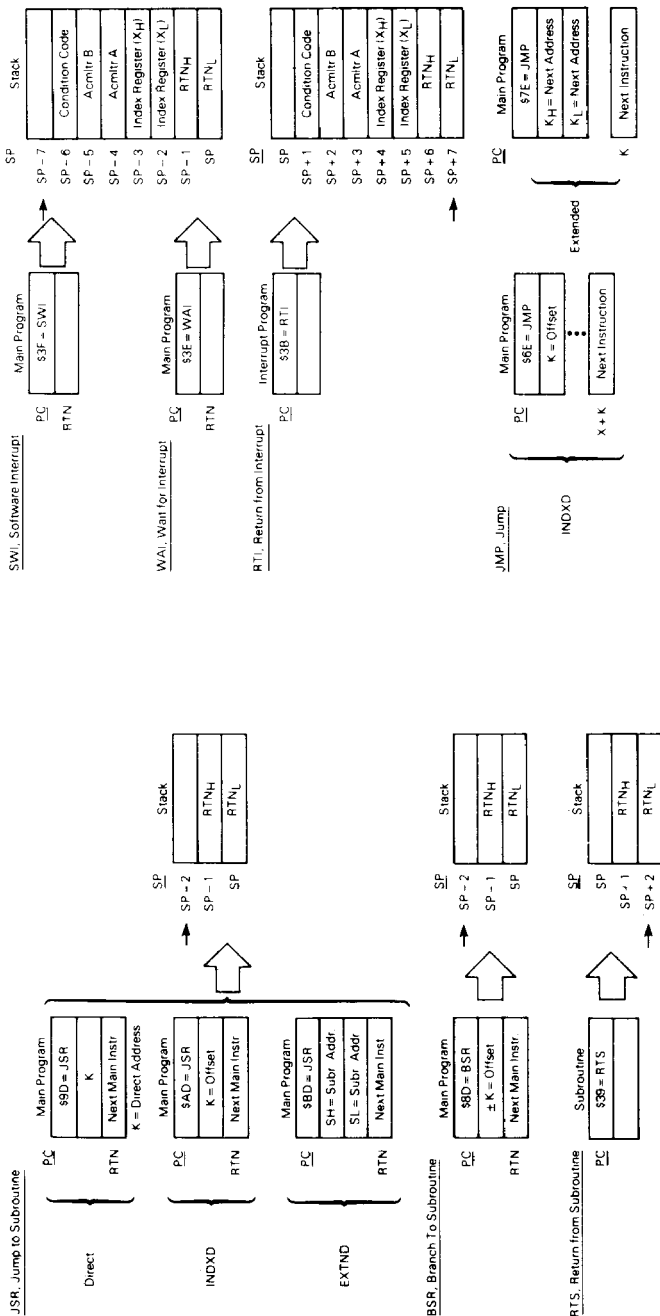 JSR, Jump to Subroutine
Direct
PC
Main Program
$9D = JSR
K
RTN
Next Main Instr
K = Direct Address
INDXD
PC
Main Program
$AD = JSR
K = Offset
RTN
Next Main Instr
EXTND
PC
Main Program
$BD = JSR
SH = Subr. Addr.
SL = Subr. Addr.
RTN
Next Main Inst
SP
Stack
SP – 2
SP – 1
RTNH
SP
RTNL
BSR, Branch To Subroutine
PC
Main Program
$8D = BSR
± K = Offset
RTN
Next Main Instr.
SP
Stack
SP – 2
SP – 1
RTNH
SP
RTNL
RTS, Return from Subroutine
PC
Subroutine
$39 = RTS
SP
Stack
SP
SP + 1
RTNH
SP + 2
RTNL
SWI, Software Interrupt
PC
Main Program
$3F = SWI
RTN
WAI, Wait for Interrupt
PC
Main Program
$3E = WAI
RTN
SP
Stack
SP – 7
SP – 6
Condition Code
SP – 5
Acmltr B
SP – 4
Acmltr A
SP – 3
Index Register (XH)
SP – 2
Index Register (XL)
SP – 1
RTNH
SP
RTNL
RTI, Return from Interrupt
PC
Interrupt Program
$3B = RTI
SP
Stack
SP
SP + 1
Condition Code
SP + 2
Acmltr B
SP + 3
Acmltr A
SP + 4
Index Register (XH)
SP + 5
Index Register (XL)
SP + 6
RTNH
SP + 7
RTNL
JMP, Jump
INDXD
PC
Main Program
$6E = JMP
K = Offset
X + K
Next Instruction
Extended
PC
Main Program
$7E = JMP
KH = Next Address
KL = Next Address
K
Next Instruction